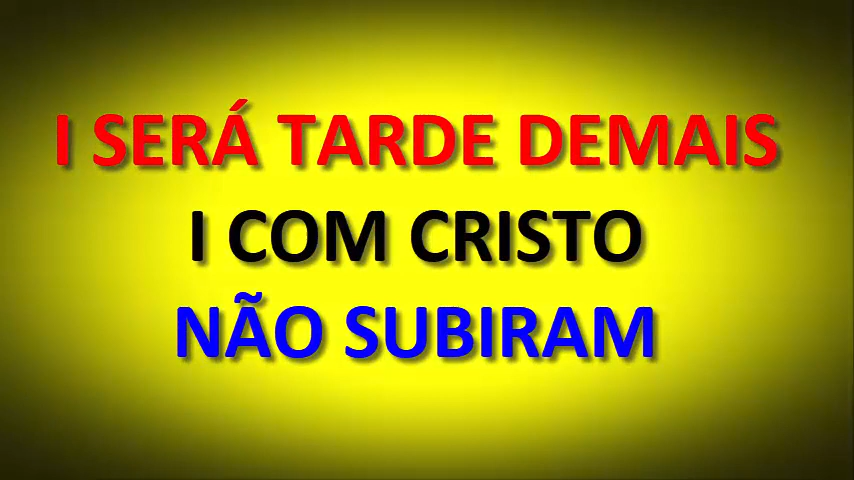 I SERÁ TARDE DEMAIS
I COM CRISTO
NÃO SUBIRAM